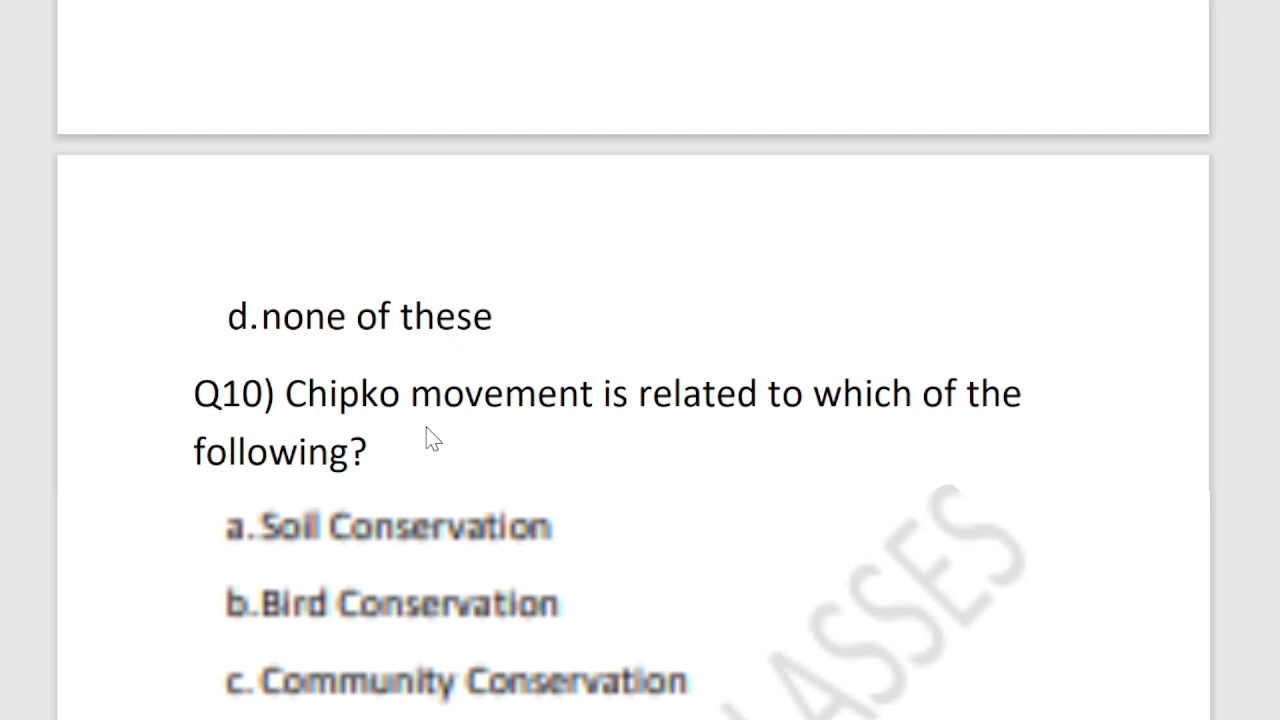 d. none of these
Q10) Chipko movement is related to which of the
following?
a. Soil Conservation
b. Bird Conservation
c. Community Conservation
LASSES